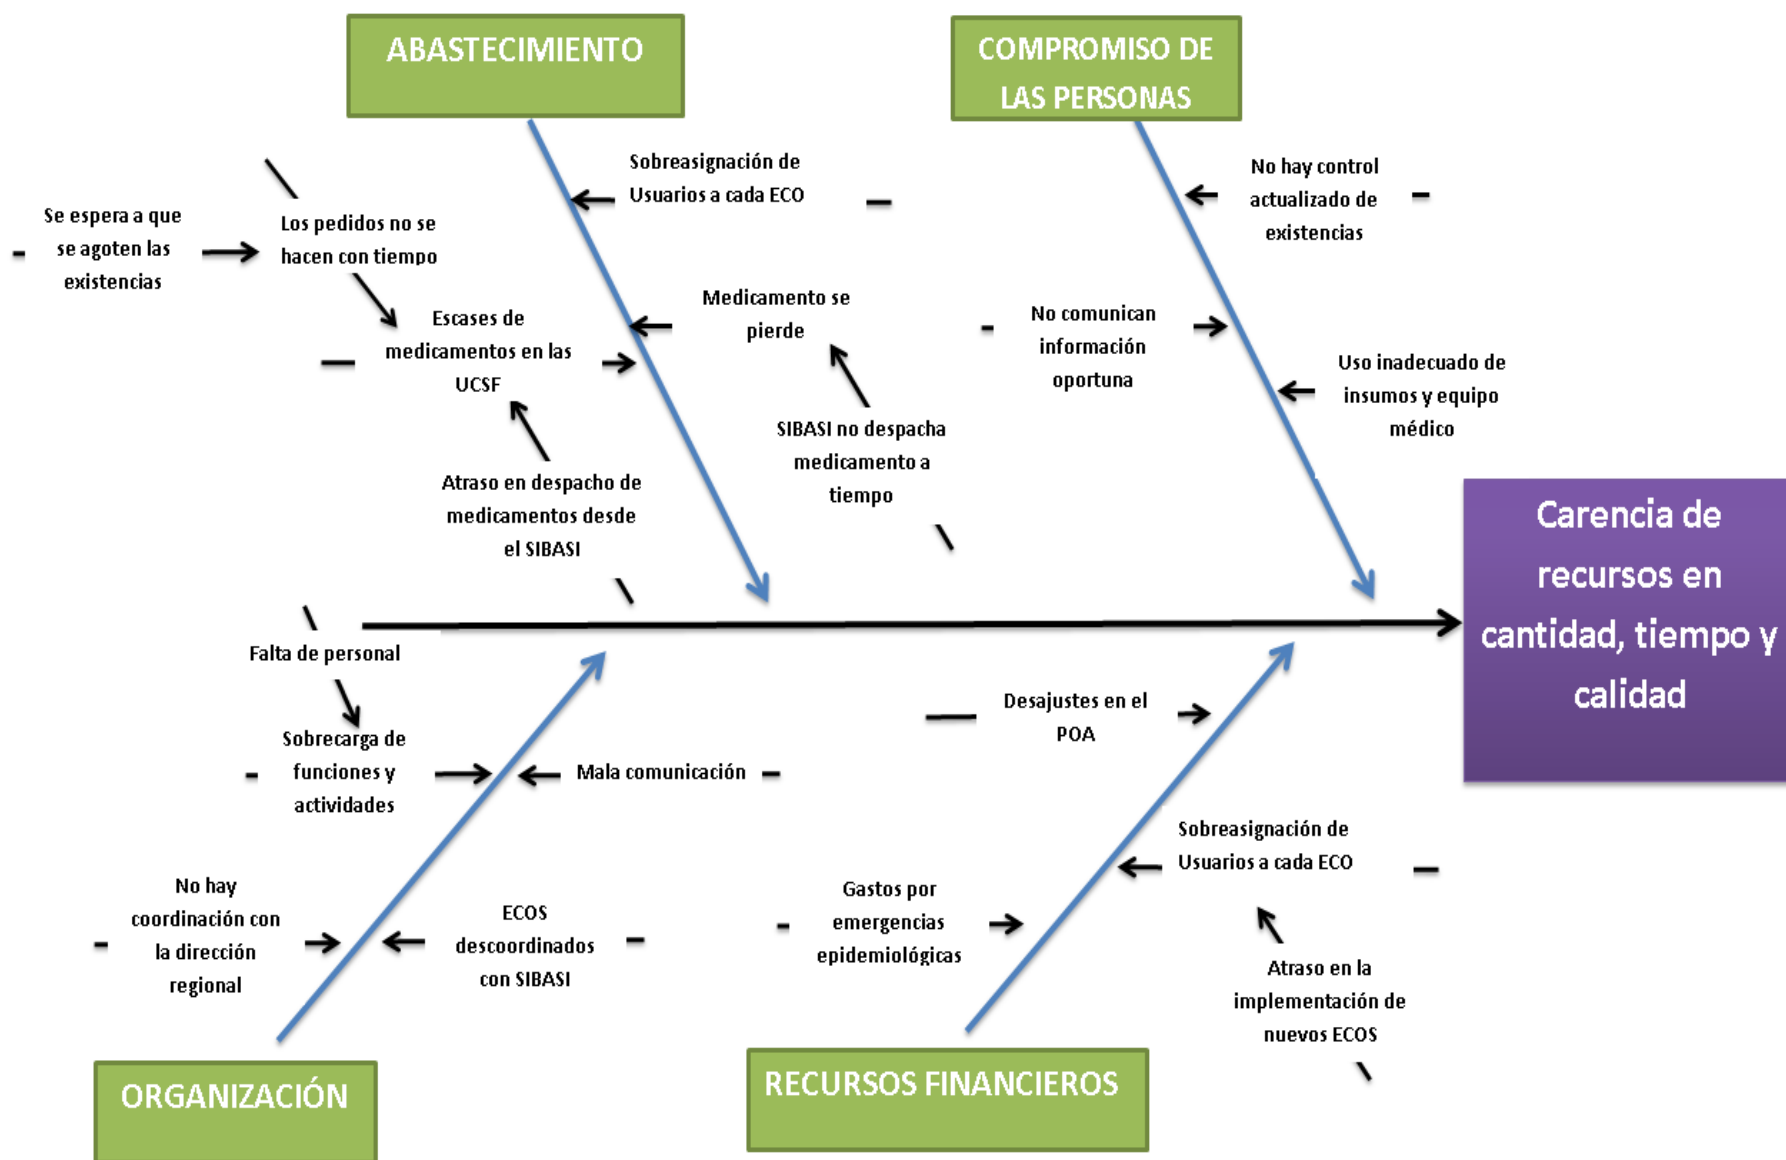 ABASTECIMIENTO
COMPROMISO DE
LAS PERSONAS
Sobreasignación de
Usuarios a cada ECO
No hay control
actualizado de
existencias
Se espera a que
se agoten las
existencias
Los pedidos no se
hacen con tiempo
Escases de
medicamentos en las
UCSF
Medicamento se
pierde
No comunican
información
oportuna
Uso inadecuado de
insumos y equipo
médico
SIBASI no despacha
medicamento a
tiempo
Atraso en despacho de
medicamentos desde
el SIBASI
Carencia de
recursos en
cantidad, tiempo y
calidad
Falta de personal
Sobrecarga de
funciones y
actividades
Mala comunicación
Desajustes en el
POA
Sobreasignación de
Usuarios a cada ECO
No hay
coordinación con
la dirección
regional
ECOS
descoordinados
con SIBASI
Gastos por
emergencias
epidemiológicas
Atraso en la
implementación de
nuevos ECOS
ORGANIZACIÓN
RECURSOS FINANCIEROS